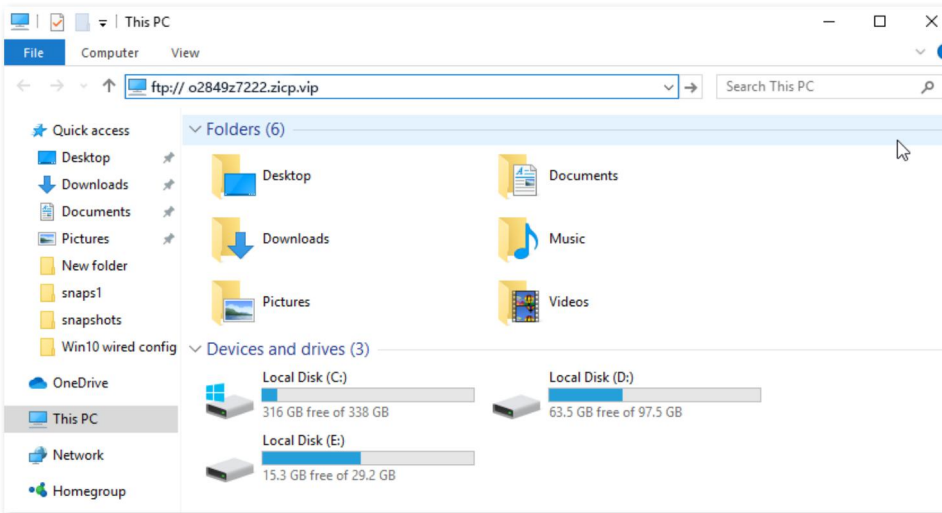 This PC
File Computer View
ftp:// o2849z7222.zicp.vip
Search This PC
Quick access
Desktop
Downloads
Documents
Pictures
New folder
snaps1
snapshots
Win10 wired config
OneDrive
This PC
Network
Homegroup
Folders (6)
Desktop
Documents
Downloads
Music
Pictures
Videos
Devices and drives (3)
Local Disk (C:)
316 GB free of 338 GB
Local Disk (D:)
63.5 GB free of 97.5 GB
Local Disk (E:)
15.3 GB free of 29.2 GB